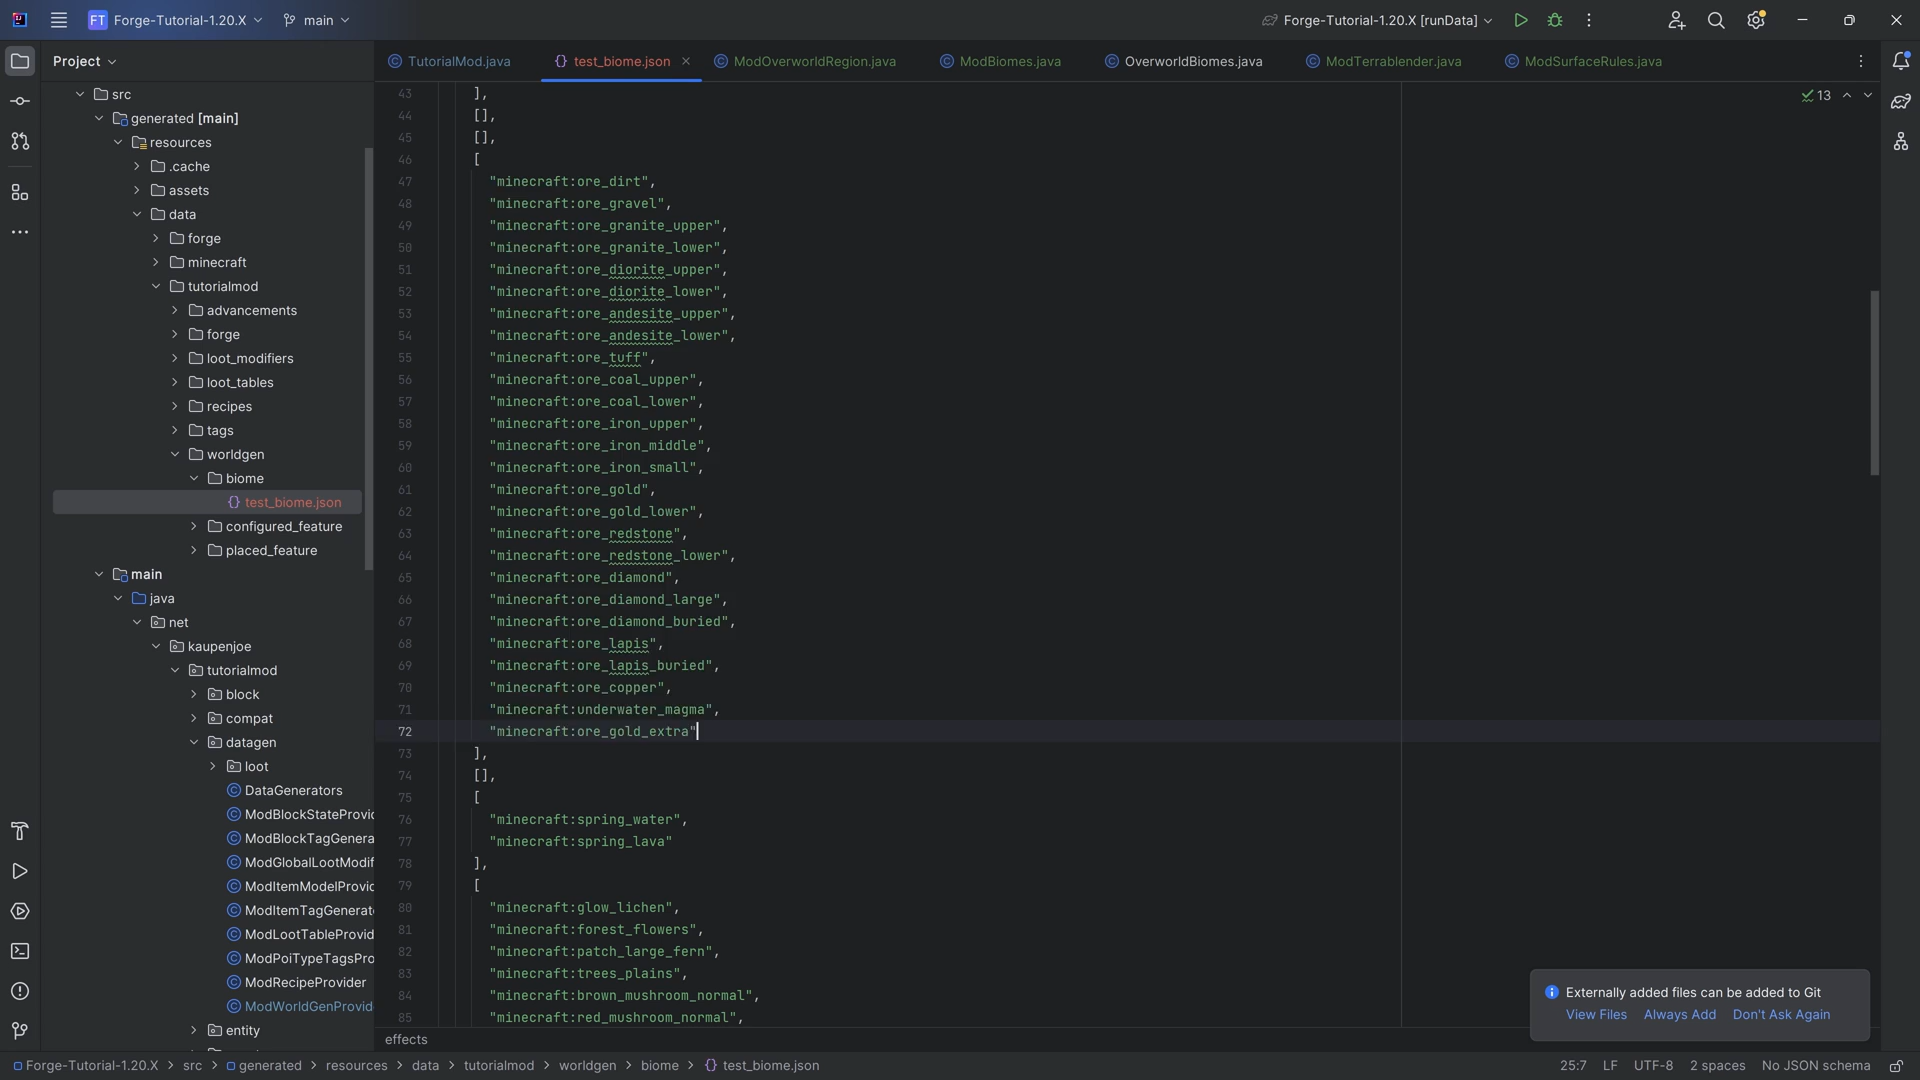 FT Forge-Tutorial-1.20.X main Forge-Tutorial-1.20.X [runData]
Project
TutorialMod.java test_biome.json ModOverworldRegion.java ModBiomes.java OverworldBiomes.java ModTerrablender.java ModSurfaceRules.java
src
generated [main]
resources
.cache
assets
data
forge
minecraft
tutorialmod
advancements
forge
loot_modifiers
loot_tables
recipes
tags
worldgen
biome
test_biome.json
configured_feature
placed_feature
main
java
net
kaupenjoe
tutorialmod
block
compat
datagen
loot
DataGenerators
ModBlockStateProvid
ModBlockTagGenera
ModGlobalLootModif
ModItemModelProvid
ModItemTagGenerat
ModLootTableProvid
ModPoiTypeTagsPro
ModRecipeProvider
ModWorldGenProvid
entity
13
43 ],
44 [],
45 [],
46 [
47 "minecraft:ore_dirt",
48 "minecraft:ore_gravel",
49 "minecraft:ore_granite_upper",
50 "minecraft:ore_granite_lower",
51 "minecraft:ore_diorite_upper",
52 "minecraft:ore_diorite_lower",
53 "minecraft:ore_andesite_upper",
54 "minecraft:ore_andesite_lower",
55 "minecraft:ore_tuff",
56 "minecraft:ore_coal_upper",
57 "minecraft:ore_coal_lower",
58 "minecraft:ore_iron_upper",
59 "minecraft:ore_iron_middle",
60 "minecraft:ore_iron_small",
61 "minecraft:ore_gold",
62 "minecraft:ore_gold_lower",
63 "minecraft:ore_redstone",
64 "minecraft:ore_redstone_lower",
65 "minecraft:ore_diamond",
66 "minecraft:ore_diamond_large",
67 "minecraft:ore_diamond_buried",
68 "minecraft:ore_lapis",
69 "minecraft:ore_lapis_buried",
70 "minecraft:ore_copper",
71 "minecraft:underwater_magma",
72 "minecraft:ore_gold_extra"
73 ],
74 [],
75 [
76 "minecraft:spring_water",
77 "minecraft:spring_lava"
78 ],
79 [
80 "minecraft:glow_lichen",
81 "minecraft:forest_flowers",
82 "minecraft:patch_large_fern",
83 "minecraft:trees_plains",
84 "minecraft:brown_mushroom_normal",
85 "minecraft:red_mushroom_normal",
Externally added files can be added to Git
View Files Always Add Don't Ask Again
effects
Forge-Tutorial-1.20.X > src > generated > resources > data > tutorialmod > worldgen > biome > {} test_biome.json 25:7 LF UTF-8 2 spaces No JSON schema